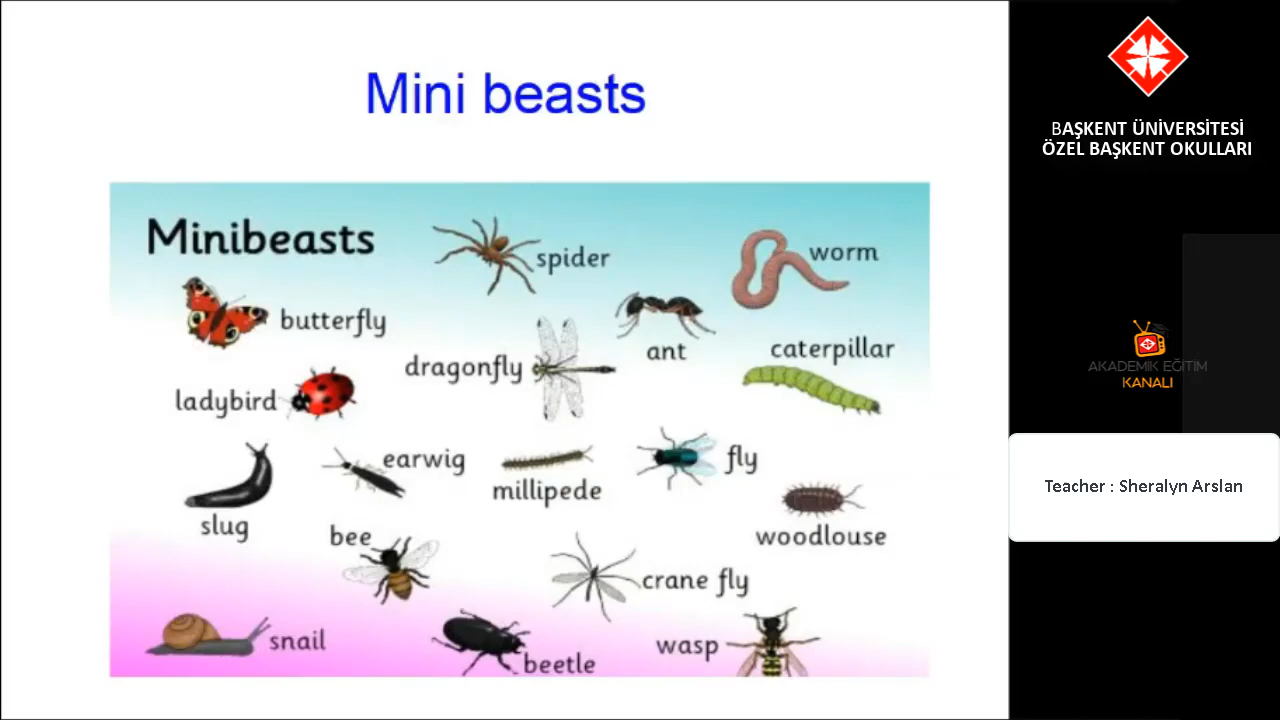 Mini beasts
Minibeasts
spider
worm
butterfly
ant
dragonfly
caterpillar
ladybird
earwig
millipede
fly
slug
bee
woodlouse
crane fly
snail
beetle
wasp
BAŞKENT ÜNİVERSİTESİ
ÖZEL BAŞKENT OKULLARI
AKADEMİK EĞİTİM
KANALI
Teacher : Sheralyn Arslan